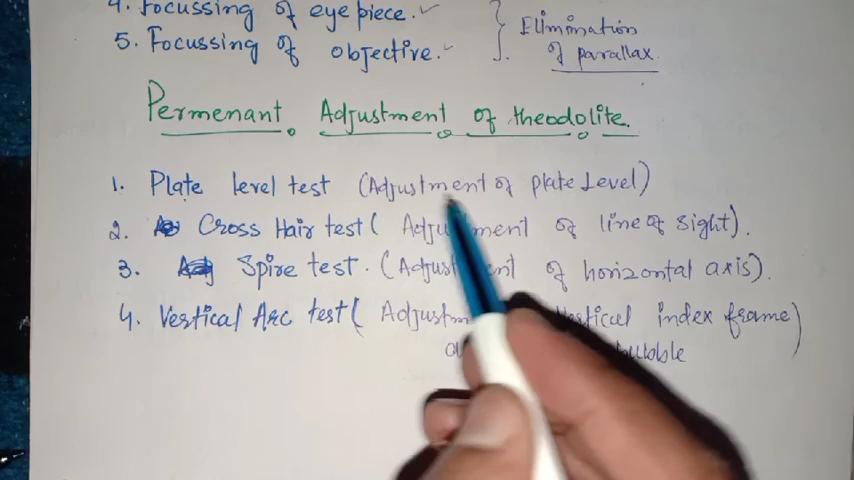 4. Focussing of eye piece.
5. Focussing of objective.
Elimination
of parallax.
Permenant Adjustment of theodolite.
1. Plate level test (Adjustment of plate Level)
2. Cross Hair test ( Adjustment of line of sight).
3. Spire test. (Adjustment of horizontal axis).
4. Vertical Arc test ( Adjustm vertical index frame)
bubble